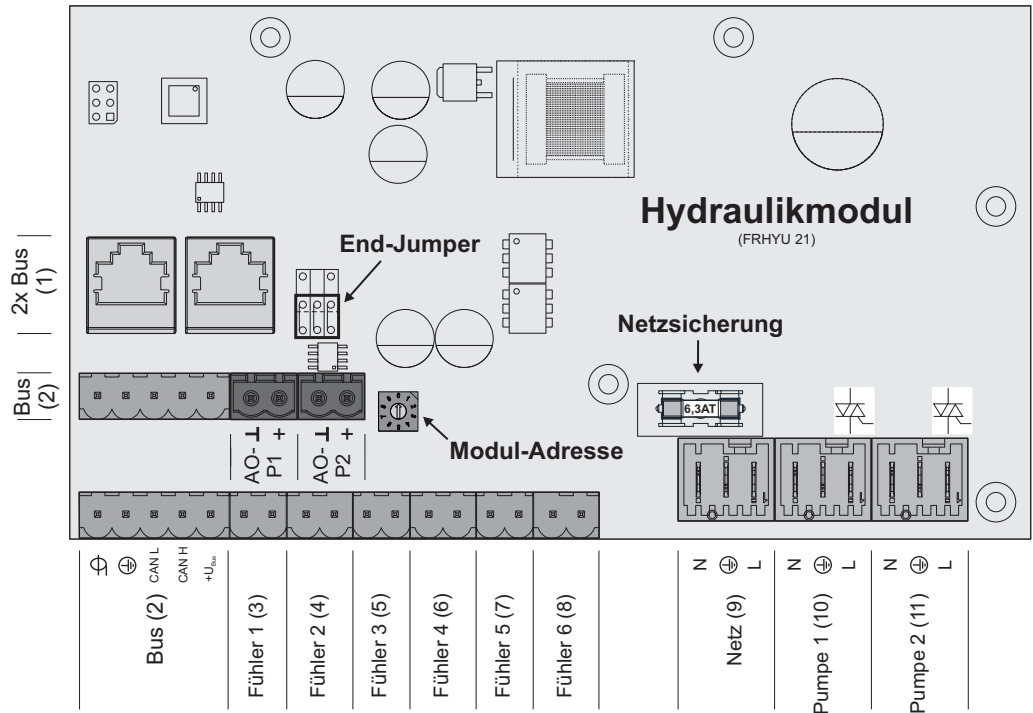 Hydraulikmodul
(FRHYU 21)
End-Jumper
2x Bus
(1)
Netzsicherung
6,3AT
Bus
(2)
Modul-Adresse
+
+
AO-
P1
AO-
P2
CAN L
CAN H
+UBus
N
L
N
L
N
L
Bus (2)
Fühler 1 (3)
Fühler 2 (4)
Fühler 3 (5)
Fühler 4 (6)
Fühler 5 (7)
Fühler 6 (8)
Netz (9)
Pumpe 1 (10)
Pumpe 2 (11)